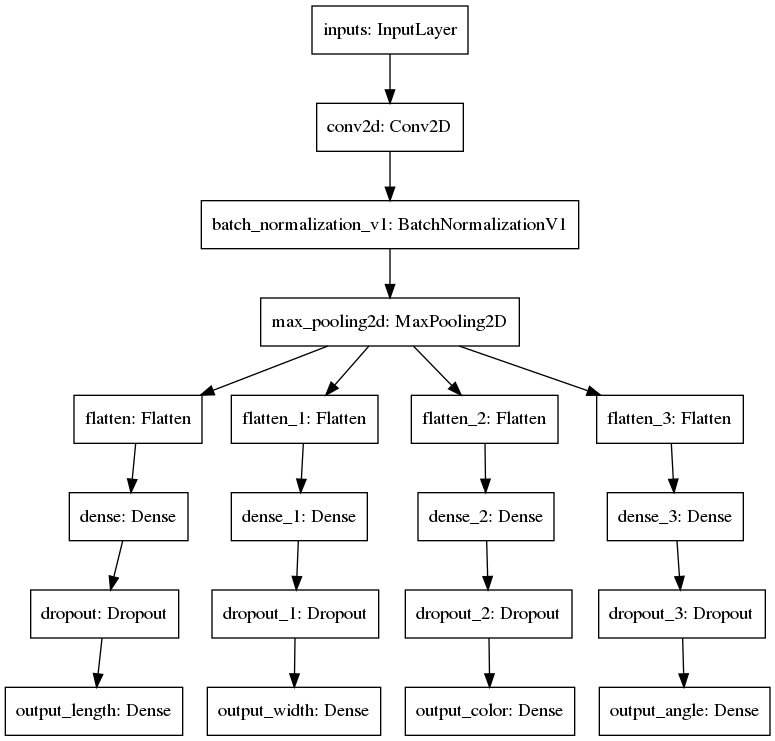 inputs: InputLayer
conv2d: Conv2D
batch_normalization_v1: BatchNormalizationV1
max_pooling2d: MaxPooling2D
flatten: Flatten
flatten_1: Flatten
flatten_2: Flatten
flatten_3: Flatten
dense: Dense
dense_1: Dense
dense_2: Dense
dense_3: Dense
dropout: Dropout
dropout_1: Dropout
dropout_2: Dropout
dropout_3: Dropout
output_length: Dense
output_width: Dense
output_color: Dense
output_angle: Dense